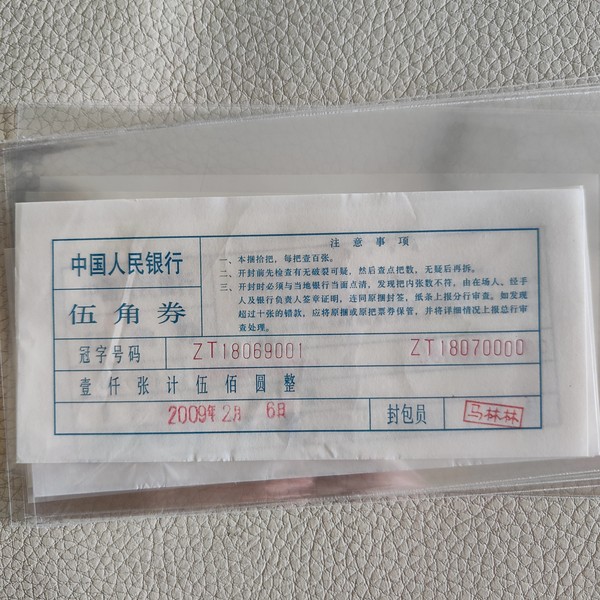 中国人民银行
伍角券
注意事项
一、本捆拾把，每把壹百张。
二、开封前先检查有无破裂可疑，然后查点把数，无疑后再拆。
三、开封时必须与当地银行当面点清，发现把内张数不符，由在场人、经手
人及银行负责人签章证明，连同原捆封签，纸条上报分行审查。如发现
超过十张的错款，应将原捆或原把票券保管，并将详细情况上报总行审
查处理。
冠字号码 ZT18069001 ZT18070000
壹仟张计伍佰圆整
2009年2月 6日 封包员 马林林